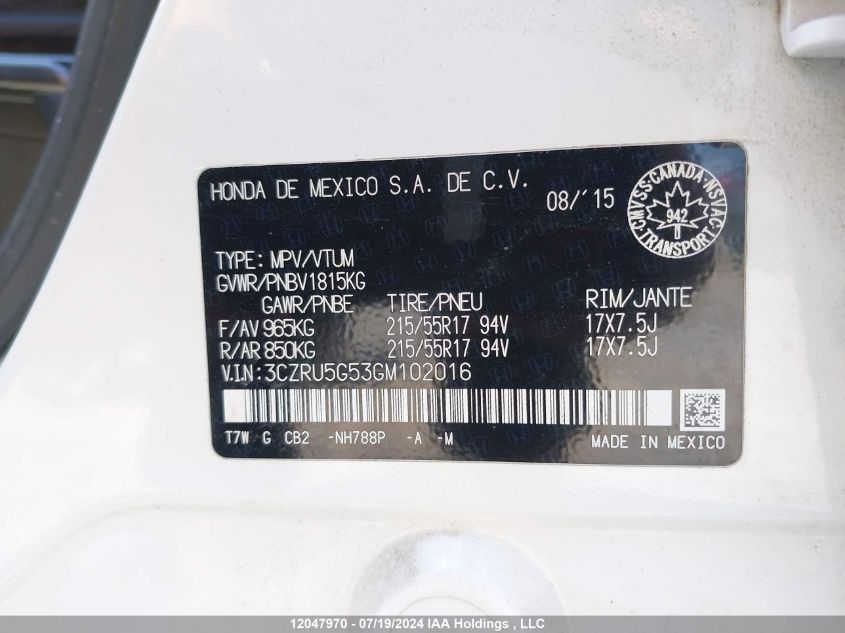 HONDA DE MEXICO S.A. DE C.V.
08/'15
CMVSS·CANADA·NSVAC
942
TRANSPORT
TYPE: MPV/VTUM
GVWR/PNBV1815KG
GAWR/PNBE TIRE/PNEU RIM/JANTE
F/AV 965KG 215/55R17 94V 17X7.5J
R/AR 850KG 215/55R17 94V 17X7.5J
V.I.N: 3CZRU5G53GM102016
T7W G CB2 -NH788P -A -M MADE IN MEXICO
12047970 - 07/19/2024 IAA Holdings , LLC